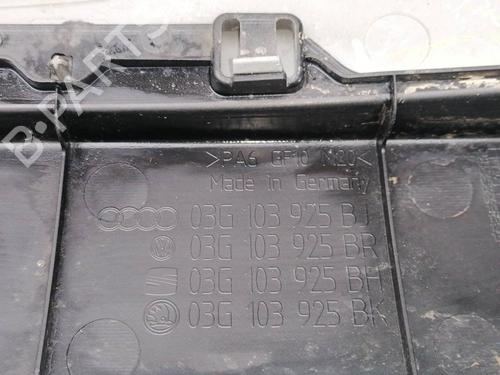 B-PARTS
>PA6 GF10 M20<
Made in Germany
03G 103 925 BJ
03G 103 925 BR
03G 103 925 BH
03G 103 925 BK